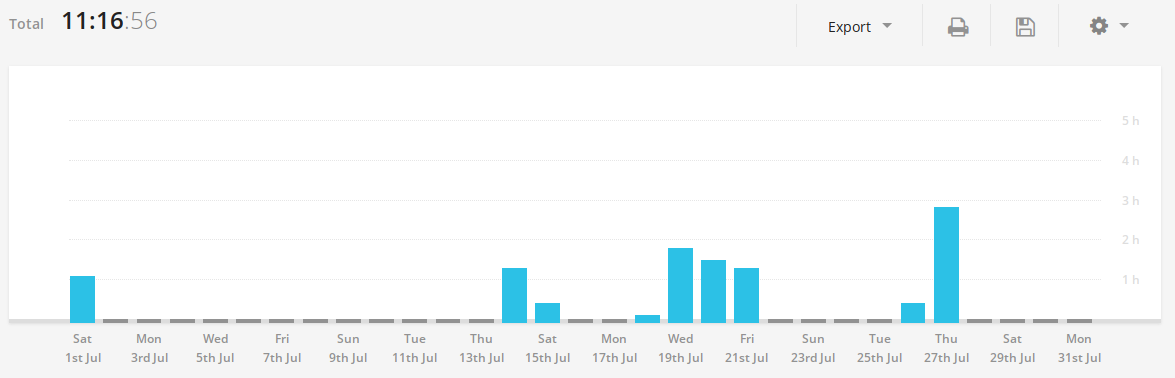 Total 11:16:56 Export
5 h
4 h
3 h
2 h
1 h
Sat Mon Wed Fri Sun Tue Thu Sat Mon Wed Fri Sun Tue Thu Sat Mon
1st Jul 3rd Jul 5th Jul 7th Jul 9th Jul 11th Jul 13th Jul 15th Jul 17th Jul 19th Jul 21st Jul 23rd Jul 25th Jul 27th Jul 29th Jul 31st Jul